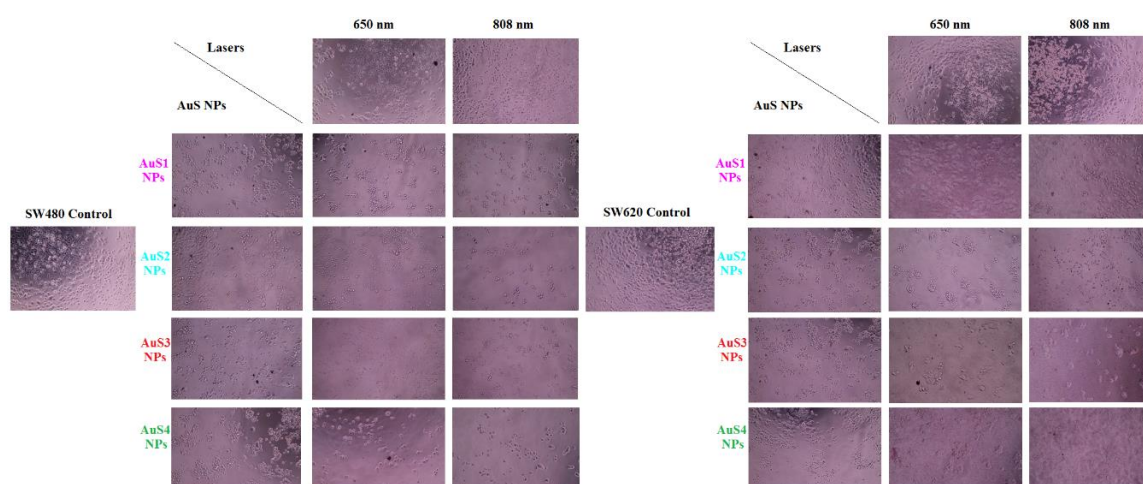 650 nm
808 nm
Lasers
AuS NPs
AuS1
NPs
SW480 Control
AuS2
NPs
AuS3
NPs
AuS4
NPs
650 nm
808 nm
Lasers
AuS NPs
AuS1
NPs
SW620 Control
AuS2
NPs
AuS3
NPs
AuS4
NPs